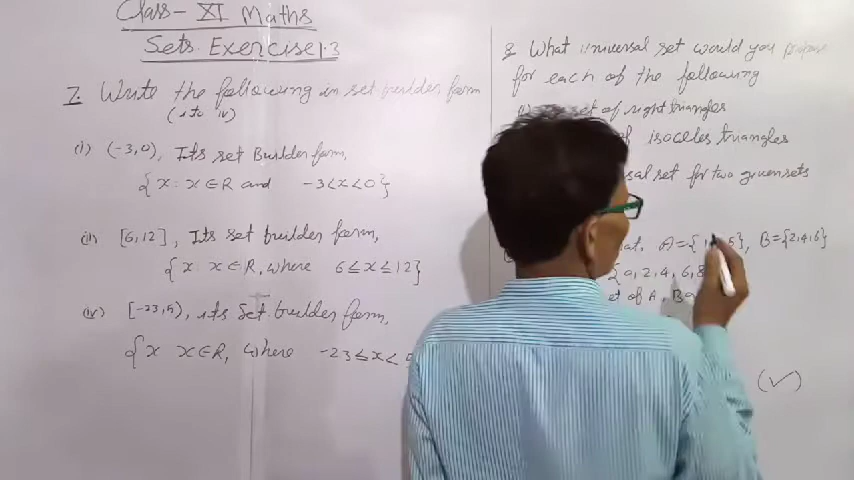 Class - XI Maths
Sets Exercise 1.3
7. Write the following in set builder form
(i to iv)
(i) (-3,0), Its set Builder form,
{x : x ∈ R and -3<x<0}
[6,12], Its set builder form,
{x : x ∈ R, where 6 ≤ x ≤ 12}
(iv) [-23,5), its Set builder form,
{x x ∈ R, where -23 ≤ x <
8. What universal set would you propose
for each of the following
set of right triangles
isoceles triangles
set for two given sets
A={1, 5}, B={2,4,6}
2, 4, 6, 8
of A, B
(✓)